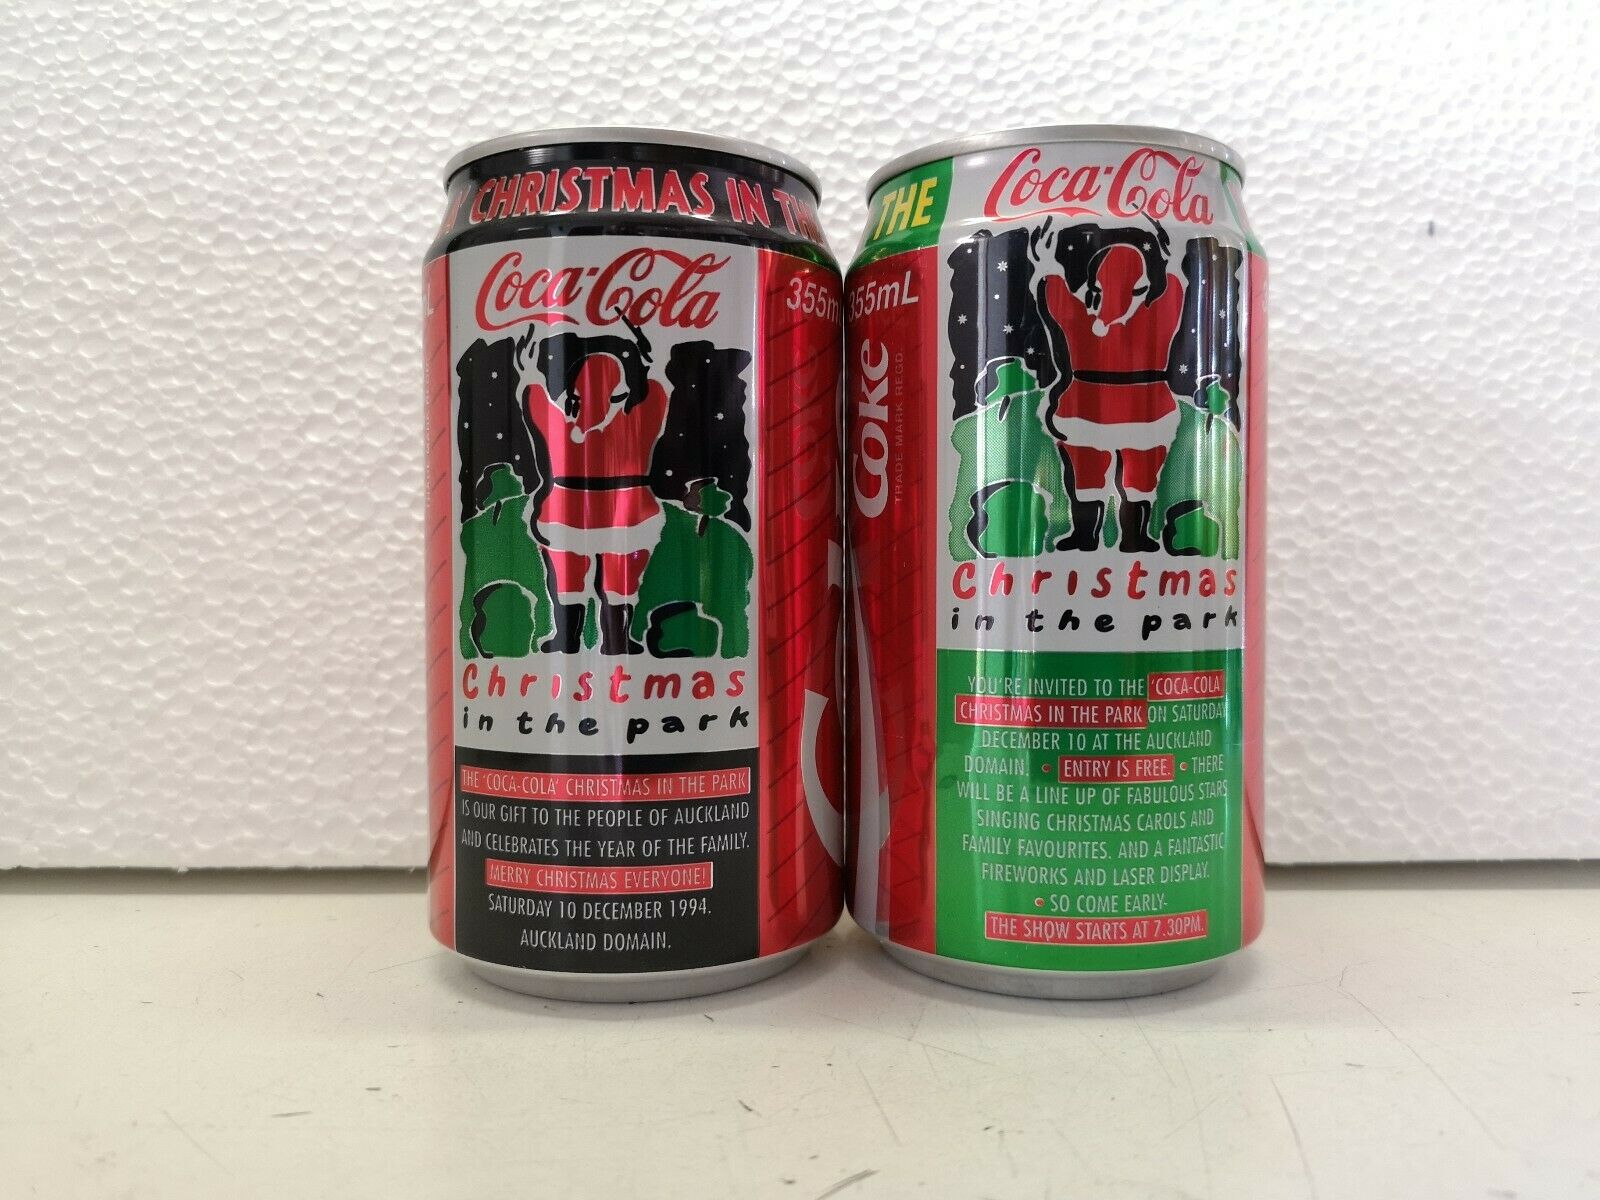 CHRISTMAS IN THE
Coca-Cola
355m
Christmas
in the park
THE 'COCA-COLA' CHRISTMAS IN THE PARK
IS OUR GIFT TO THE PEOPLE OF AUCKLAND
AND CELEBRATES THE YEAR OF THE FAMILY.
MERRY CHRISTMAS EVERYONE!
SATURDAY 10 DECEMBER 1994.
AUCKLAND DOMAIN.
THE
Coca-Cola
355mL
Coke
TRADE MARK REGD.
Christmas
in the park
YOU'RE INVITED TO THE 'COCA-COLA'
CHRISTMAS IN THE PARK ON SATURDAY
DECEMBER 10 AT THE AUCKLAND
DOMAIN. • ENTRY IS FREE. • THERE
WILL BE A LINE UP OF FABULOUS STARS
SINGING CHRISTMAS CAROLS AND
FAMILY FAVOURITES. AND A FANTASTIC
FIREWORKS AND LASER DISPLAY.
• SO COME EARLY-
THE SHOW STARTS AT 7.30PM.